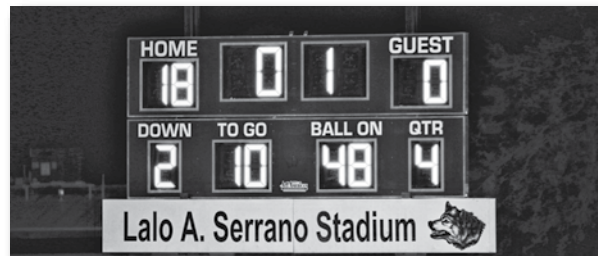 HOME GUEST
18 0 1 0
DOWN TO GO BALL ON QTR
2 10 48 4
Lalo A. Serrano Stadium